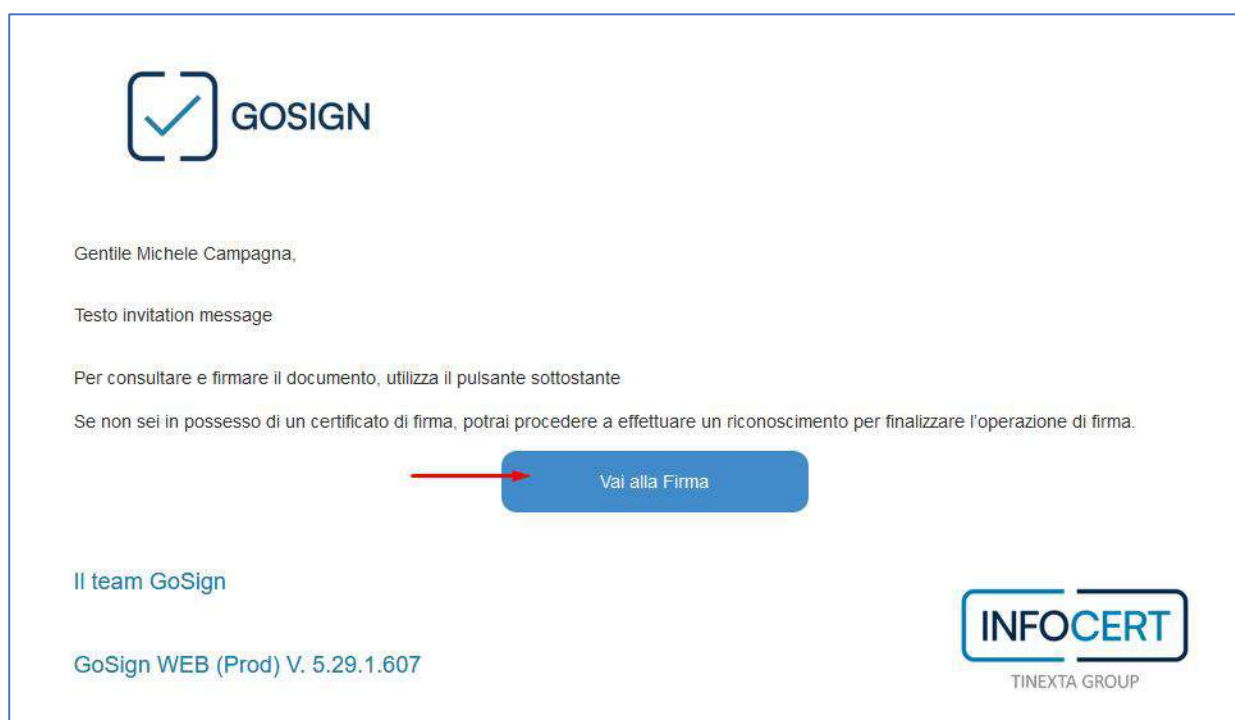 GOSIGN
Gentile Michele Campagna,
Testo invitation message
Per consultare e firmare il documento, utilizza il pulsante sottostante
Se non sei in possesso di un certificato di firma, potrai procedere a effettuare un riconoscimento per finalizzare l'operazione di firma.
Vai alla Firma
Il team GoSign
GoSign WEB (Prod) V. 5.29.1.607
INFOCERT
TINEXTA GROUP